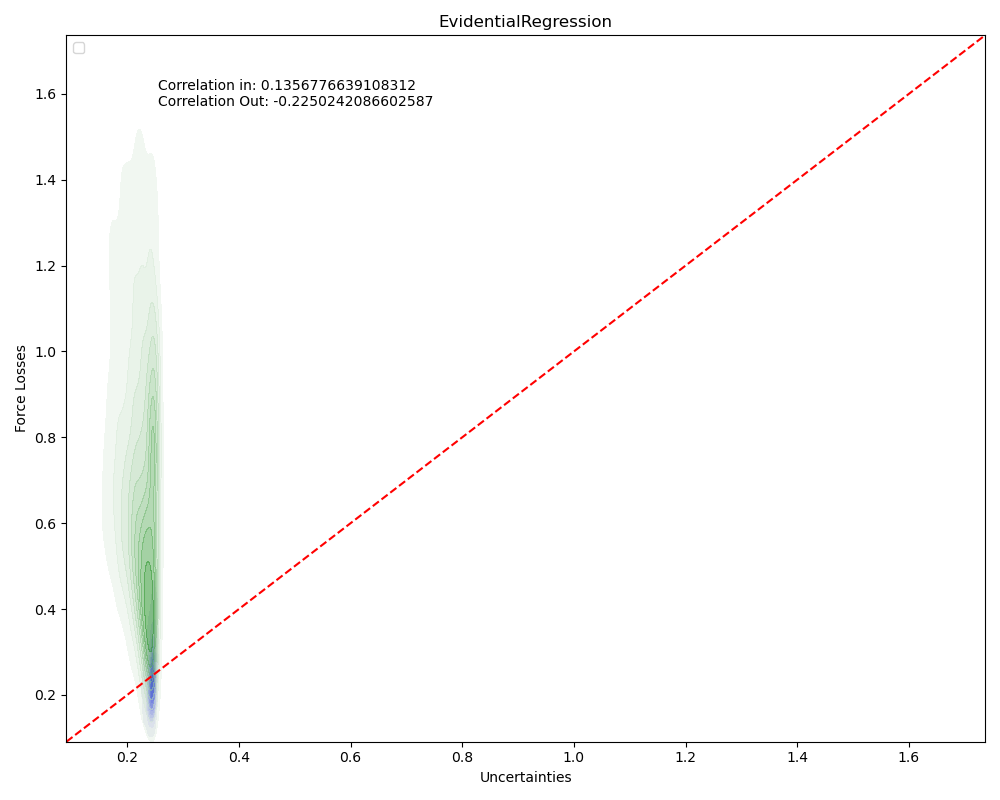 EvidentialRegression
Correlation in: 0.1356776639108312
Correlation Out: -0.2250242086602587
1.6
1.4
1.2
1.0
0.8
0.6
0.4
0.2
Force Losses
0.2 0.4 0.6 0.8 1.0 1.2 1.4 1.6
Uncertainties